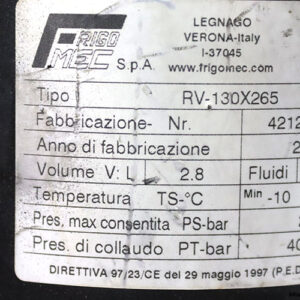 FRIGO MEC S.p.A.
LEGNAGO
VERONA-Italy
I-37045
www.frigomec.com
Tipo RV-130X265
Fabbricazione- Nr. 4212
Anno di fabbricazione 2
Volume V: L 2.8 Fluidi
Temperatura TS-°C Min -10
Pres. max consentita PS-bar
Pres. di collaudo PT-bar 40
DIRETTIVA 97/23/CE del 29 maggio 1997 (P.E.D